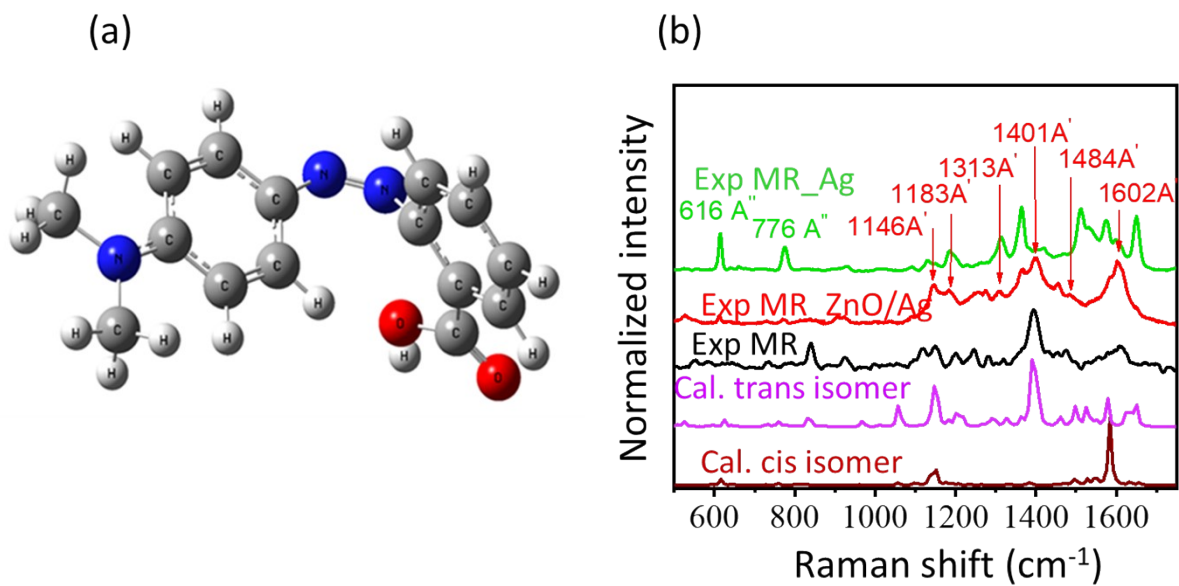 (a)
(b)
H
H
C
H
H
C
N
H
C
N
C
C
H
C
H
C
C
N
C
C
C
H
C
H
C
O
C
H
C
C
H
H
H
H
H
O
Normalized intensity
Exp MR_Ag
616 A"
776 A"
1146A'
1183A'
1313A'
1401A'
1484A'
1602A
Exp MR_ZnO/Ag
Exp MR
Cal. trans isomer
Cal. cis isomer
600 800 1000 1200 1400 1600
Raman shift (cm-1)